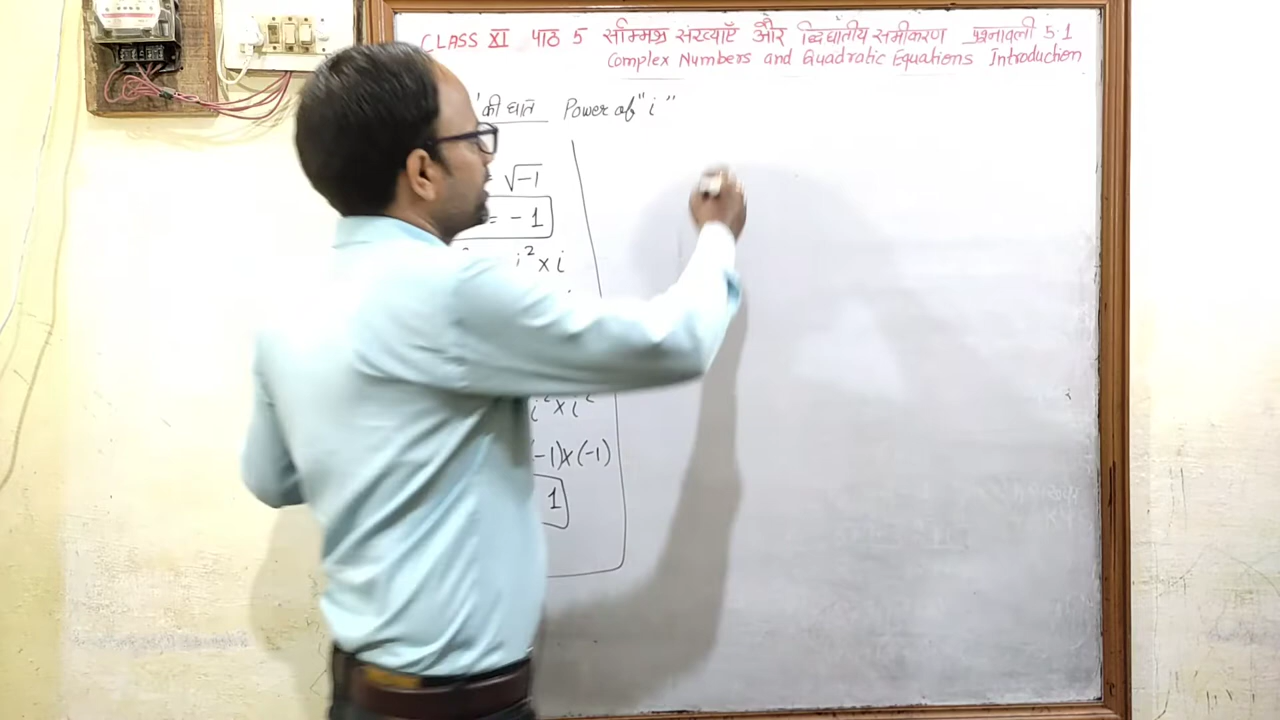 CLASS XI पाठ 5 सम्मिश्र संख्याएँ और द्विघातीय समीकरण प्रश्नावली 5.1
Complex Numbers and Quadratic Equations Introduction
' की घात Power of "i"
= √-1
= -1
i² × i
i² × i²
(-1)×(-1)
1